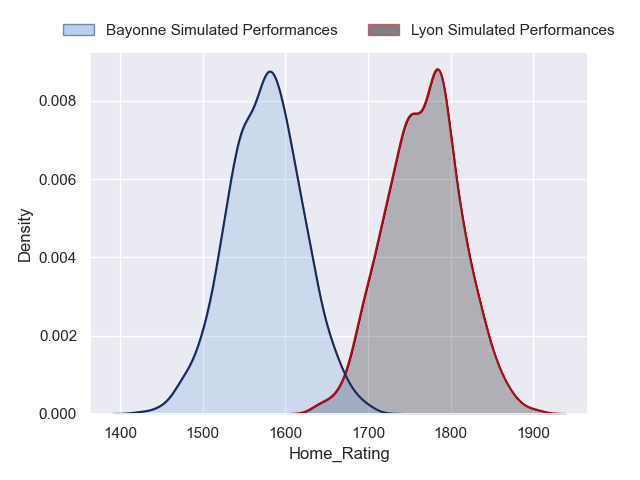 Bayonne Simulated Performances Lyon Simulated Performances
0.008
0.006
0.004
0.002
0.000
Density
1400 1500 1600 1700 1800 1900
Home_Rating